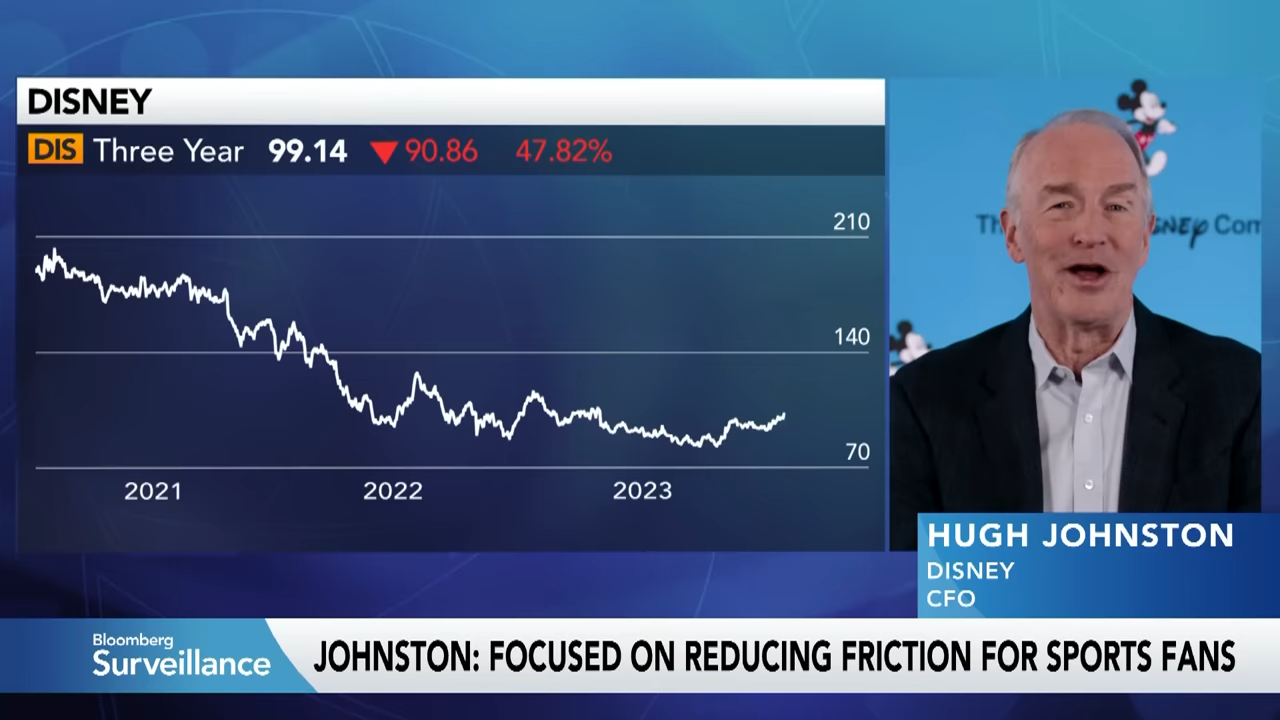 DISNEY
DIS Three Year 99.14 ▼90.86 47.82%
210
140
70
2021 2022 2023
HUGH JOHNSTON
DISNEY
CFO
Bloomberg
Surveillance
JOHNSTON: FOCUSED ON REDUCING FRICTION FOR SPORTS FANS